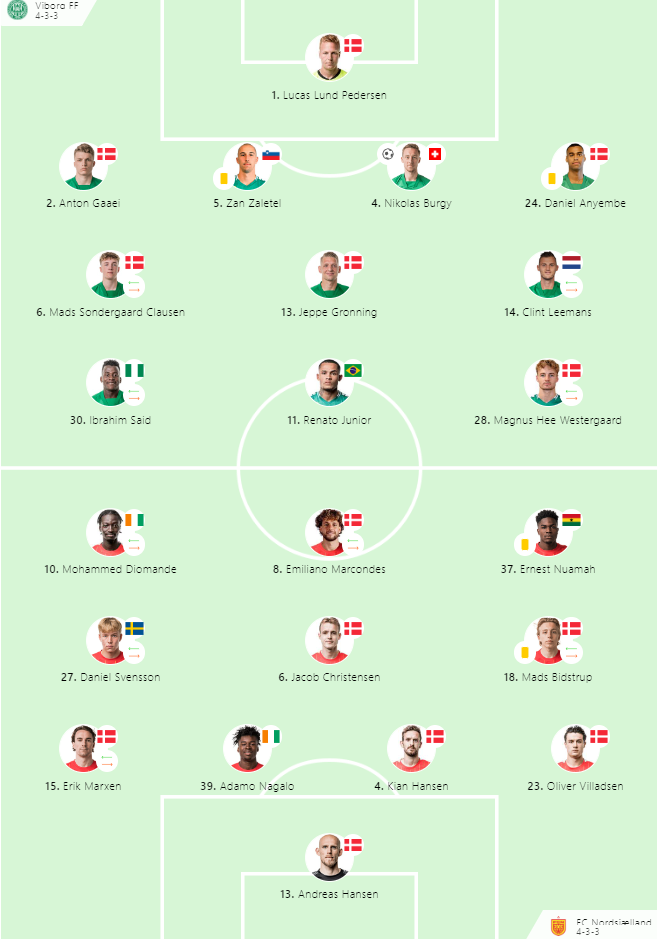 Viborg FF
4-3-3
1. Lucas Lund Pedersen
2. Anton Gaaei
5. Zan Zaletel
4. Nikolas Burgy
24. Daniel Anyembe
6. Mads Sondergaard Clausen
13. Jeppe Gronning
14. Clint Leemans
30. Ibrahim Said
11. Renato Junior
28. Magnus Hee Westergaard
10. Mohammed Diomande
8. Emiliano Marcondes
37. Ernest Nuamah
27. Daniel Svensson
6. Jacob Christensen
18. Mads Bidstrup
15. Erik Marxen
39. Adamo Nagalo
4. Kian Hansen
23. Oliver Villadsen
13. Andreas Hansen
FC Nordsjælland
4-3-3